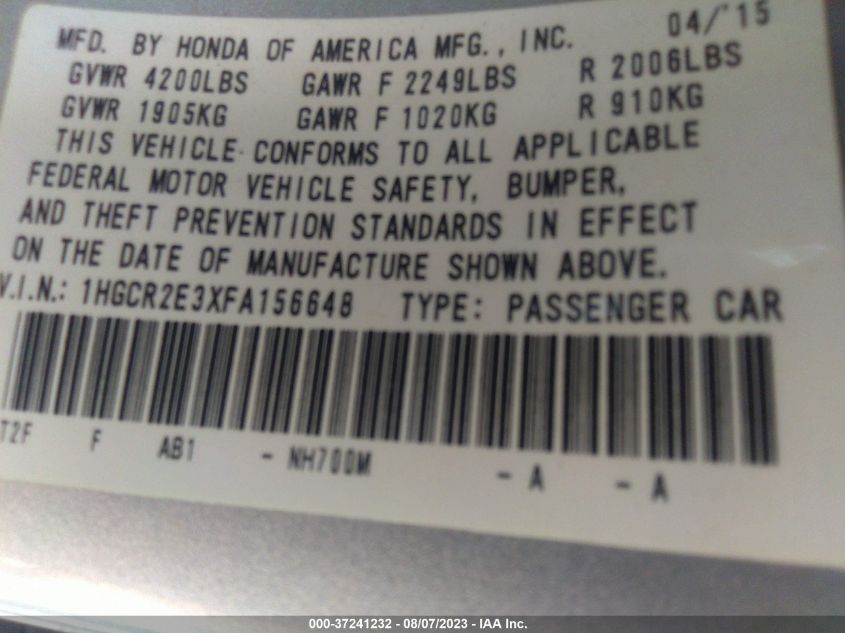 04/'15
MFD. BY HONDA OF AMERICA MFG., INC.
GVWR 4200LBS GAWR F 2249LBS R 2006LBS
GVWR 1905KG GAWR F 1020KG R 910KG
THIS VEHICLE CONFORMS TO ALL APPLICABLE
FEDERAL MOTOR VEHICLE SAFETY, BUMPER,
AND THEFT PREVENTION STANDARDS IN EFFECT
ON THE DATE OF MANUFACTURE SHOWN ABOVE.
V.I.N.: 1HGCR2E3XFA156648 TYPE: PASSENGER CAR
T2F F AB1 - NH700M - A - A
000-37241232 - 08/07/2023 - IAA Inc.